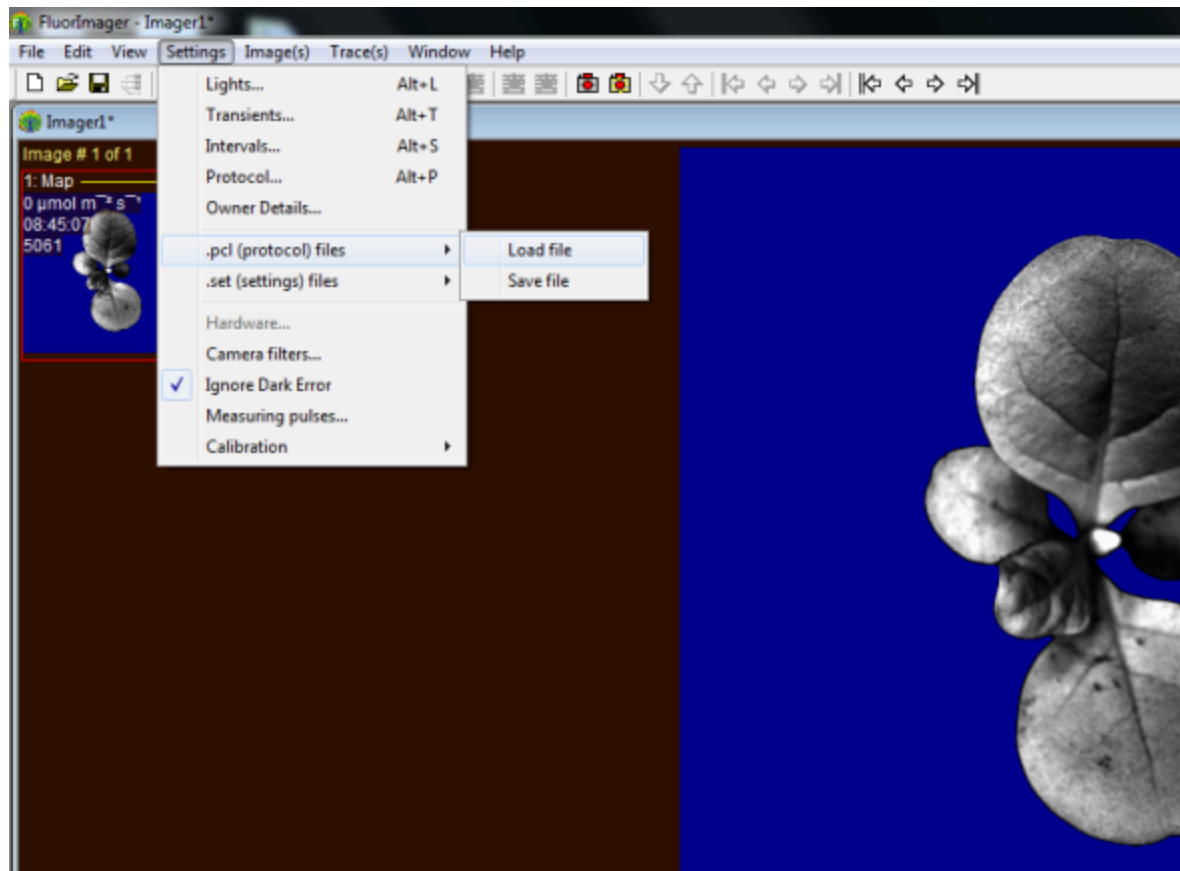 FluorImager - Imager1*
File Edit View Settings Image(s) Trace(s) Window Help
Imager1*
Image # 1 of 1
1: Map
0 µmol m⁻² s⁻¹
08:45:07
5061
Lights... Alt+L
Transients... Alt+T
Intervals... Alt+S
Protocol... Alt+P
Owner Details...
.pcl (protocol) files
.set (settings) files
Hardware...
Camera filters...
Ignore Dark Error
Measuring pulses...
Calibration
Load file
Save file